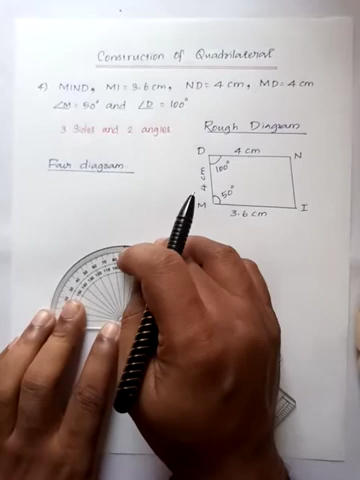 Construction of Quadrilateral
4) MIND, MI = 3.6 cm, ND = 4 cm, MD = 4 cm
∠M = 50° and ∠D = 100°
3 Sides and 2 angles
Rough Diagram
Fair diagram
D 4 cm N
100°
4 cm
50°
M I
3.6 cm